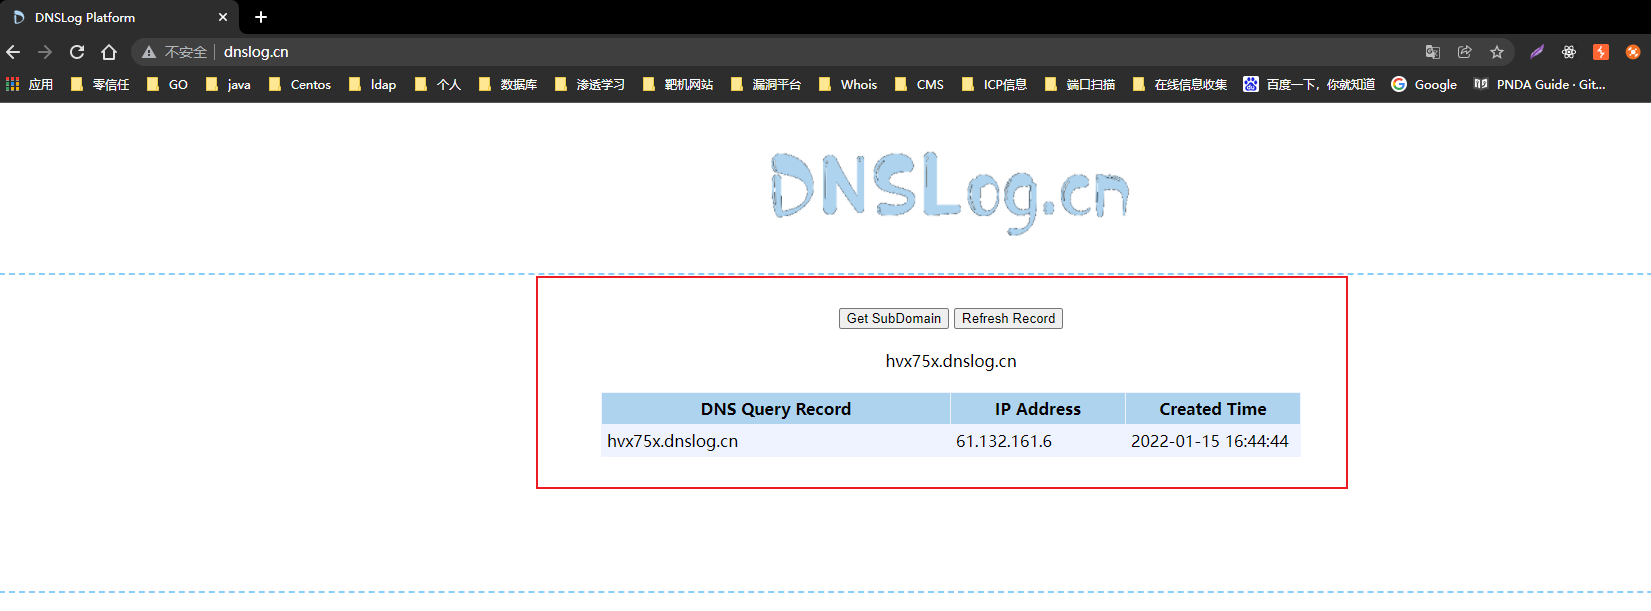 DNSLog Platform
不安全 dnslog.cn
应用 零信任 GO java Centos ldap 个人 数据库 渗透学习 靶机网站 漏洞平台 Whois CMS ICP信息 端口扫描 在线信息收集 百度一下，你就知道 Google PNDA Guide · Git...
DNSLog.cn
Get SubDomain Refresh Record
hvx75x.dnslog.cn
DNS Query Record IP Address Created Time
hvx75x.dnslog.cn 61.132.161.6 2022-01-15 16:44:44